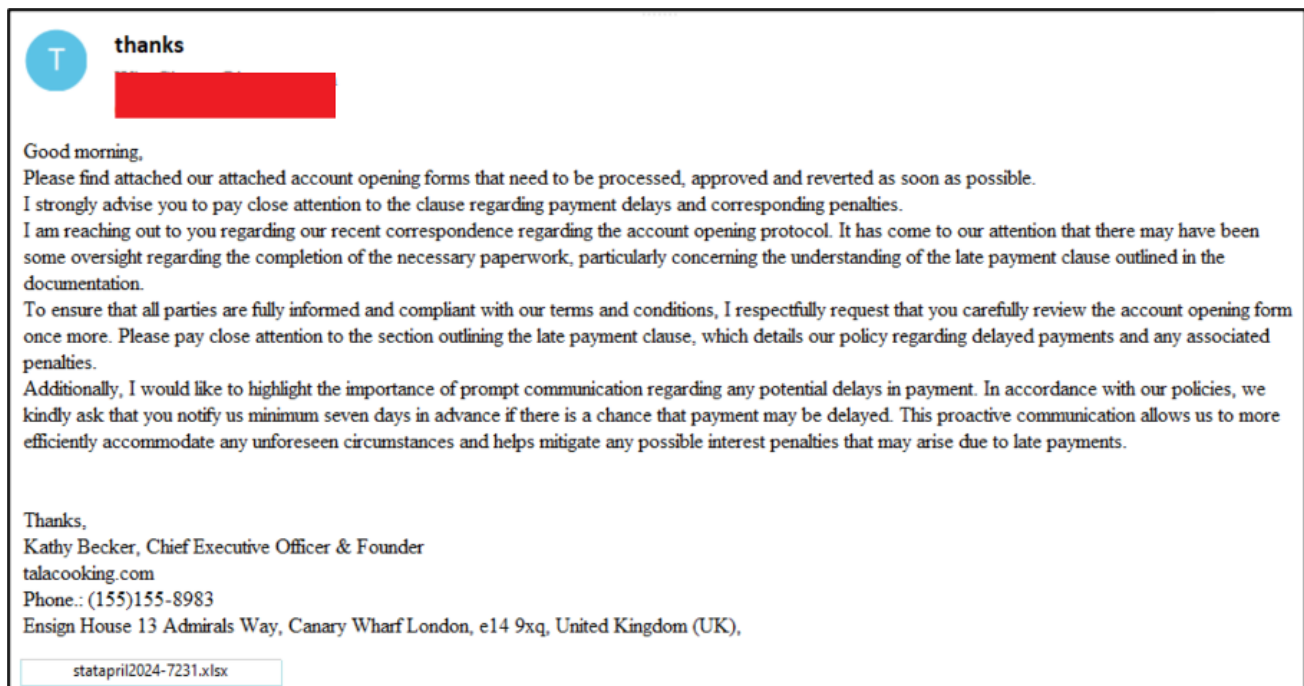 T
thanks
Good morning,
Please find attached our attached account opening forms that need to be processed, approved and reverted as soon as possible.
I strongly advise you to pay close attention to the clause regarding payment delays and corresponding penalties.
I am reaching out to you regarding our recent correspondence regarding the account opening protocol. It has come to our attention that there may have been
some oversight regarding the completion of the necessary paperwork, particularly concerning the understanding of the late payment clause outlined in the
documentation.
To ensure that all parties are fully informed and compliant with our terms and conditions, I respectfully request that you carefully review the account opening form
once more. Please pay close attention to the section outlining the late payment clause, which details our policy regarding delayed payments and any associated
penalties.
Additionally, I would like to highlight the importance of prompt communication regarding any potential delays in payment. In accordance with our policies, we
kindly ask that you notify us minimum seven days in advance if there is a chance that payment may be delayed. This proactive communication allows us to more
efficiently accommodate any unforeseen circumstances and helps mitigate any possible interest penalties that may arise due to late payments.
Thanks,
Kathy Becker, Chief Executive Officer & Founder
talacooking.com
Phone.: (155)155-8983
Ensign House 13 Admirals Way, Canary Wharf London, e14 9xq, United Kingdom (UK),
statapril2024-7231.xlsx